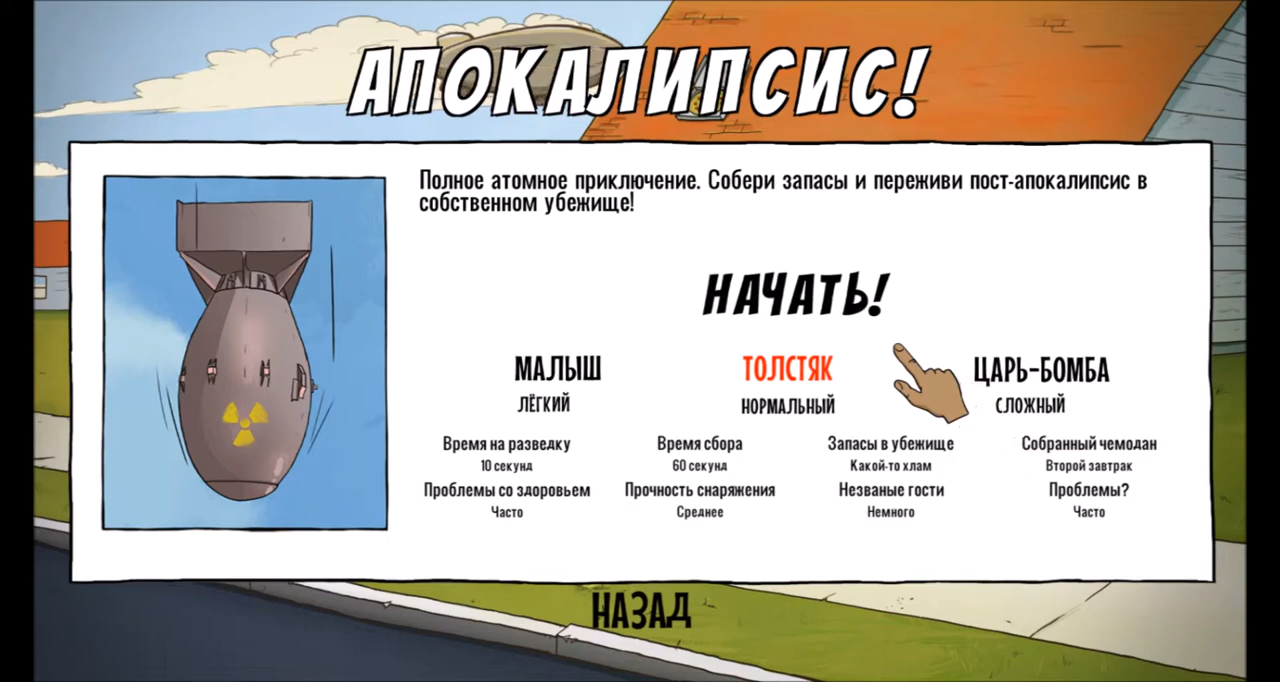 АПОКАЛИПСИС!
Полное атомное приключение. Собери запасы и переживи пост-апокалипсис в
собственном убежище!
НАЧАТЬ!
МАЛЫШ ТОЛСТЯК ЦАРЬ-БОМБА
ЛЁГКИЙ НОРМАЛЬНЫЙ СЛОЖНЫЙ
Время на разведку Время сбора Запасы в убежище Собранный чемодан
10 секунд 60 секунд Какой-то хлам Второй завтрак
Проблемы со здоровьем Прочность снаряжения Незваные гости Проблемы?
Часто Среднее Немного Часто
НАЗАД